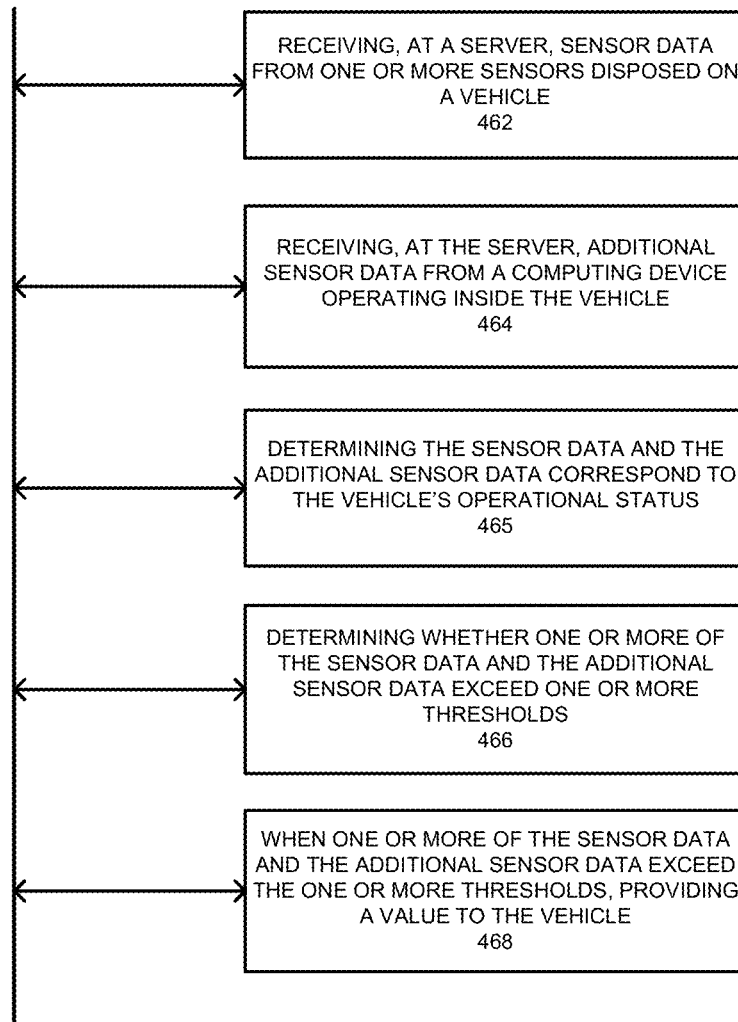 RECEIVING, AT A SERVER, SENSOR DATA
FROM ONE OR MORE SENSORS DISPOSED ON
A VEHICLE
462
RECEIVING, AT THE SERVER, ADDITIONAL
SENSOR DATA FROM A COMPUTING DEVICE
OPERATING INSIDE THE VEHICLE
464
DETERMINING THE SENSOR DATA AND THE
ADDITIONAL SENSOR DATA CORRESPOND TO
THE VEHICLE'S OPERATIONAL STATUS
465
DETERMINING WHETHER ONE OR MORE OF
THE SENSOR DATA AND THE ADDITIONAL
SENSOR DATA EXCEED ONE OR MORE
THRESHOLDS
466
WHEN ONE OR MORE OF THE SENSOR DATA
AND THE ADDITIONAL SENSOR DATA EXCEED
THE ONE OR MORE THRESHOLDS, PROVIDING
A VALUE TO THE VEHICLE
468